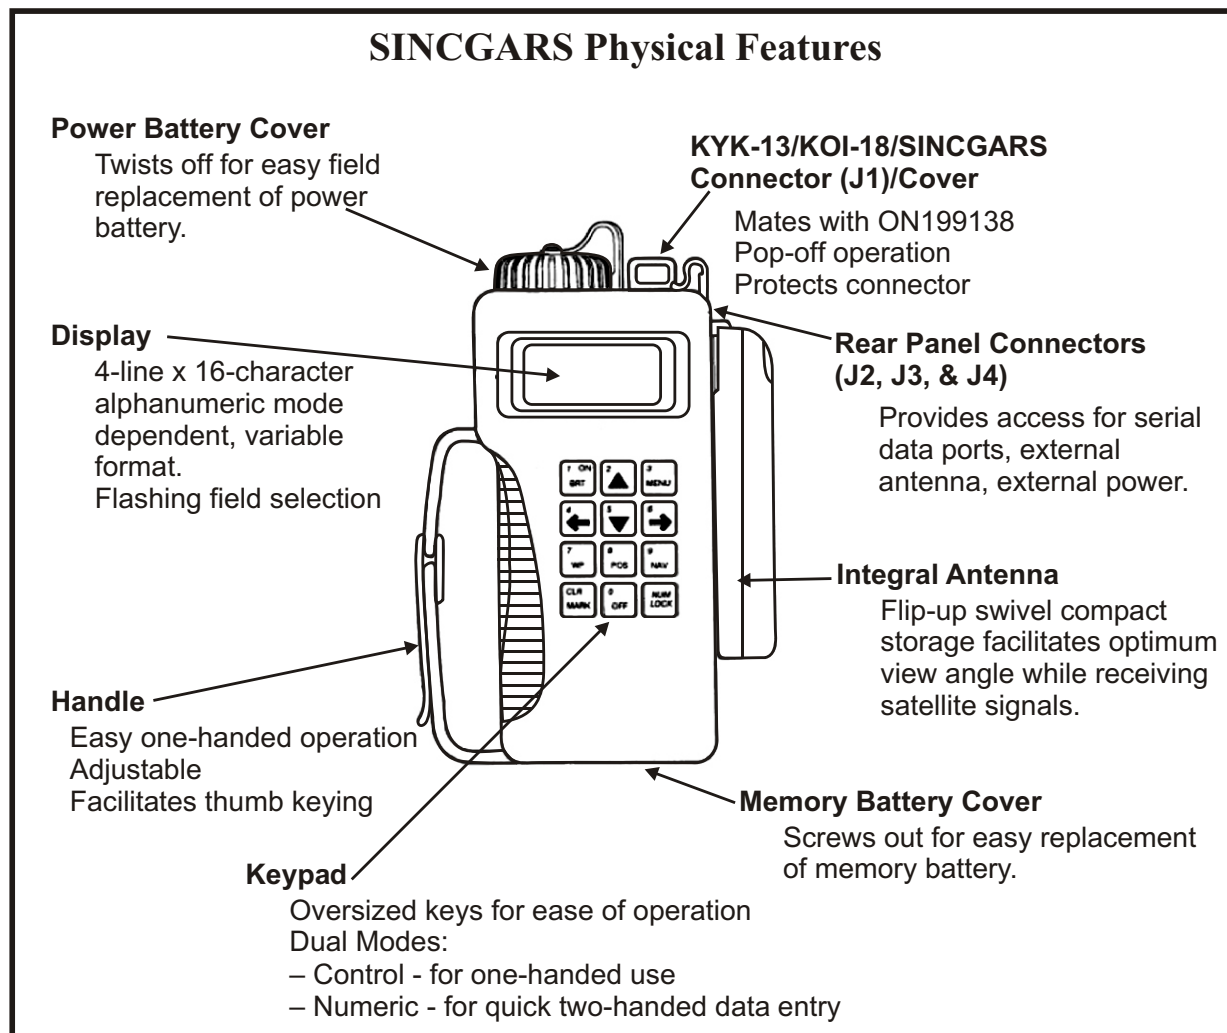 SINCGARS Physical Features
Power Battery Cover
Twists off for easy field
replacement of power
battery.
KYK-13/KOI-18/SINCGARS
Connector (J1)/Cover
Mates with ON199138
Pop-off operation
Protects connector
Display
4-line x 16-character
alphanumeric mode
dependent, variable
format.
Flashing field selection
Rear Panel Connectors
(J2, J3, & J4)
Provides access for serial
data ports, external
antenna, external power.
1 ON
BRT
2
3
MENU
4
5
6
7
WP
8
POS
9
NAV
CLR
MARK
0
OFF
NUM
LOCK
Integral Antenna
Flip-up swivel compact
storage facilitates optimum
view angle while receiving
satellite signals.
Handle
Easy one-handed operation
Adjustable
Facilitates thumb keying
Memory Battery Cover
Screws out for easy replacement
of memory battery.
Keypad
Oversized keys for ease of operation
Dual Modes:
– Control - for one-handed use
– Numeric - for quick two-handed data entry